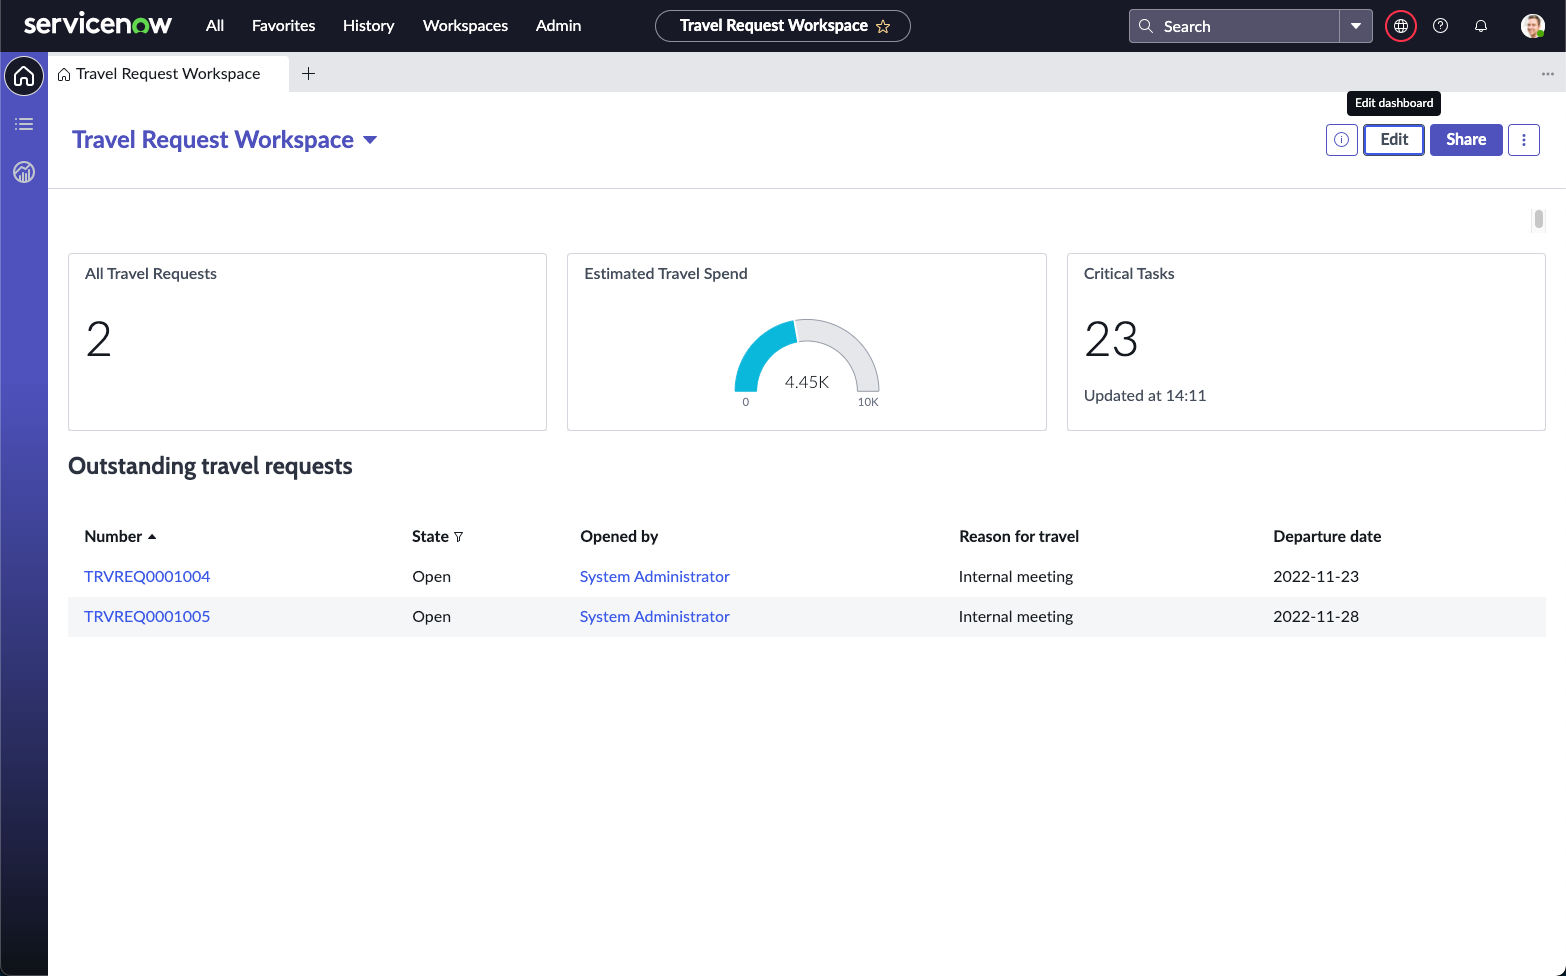 servicenow All Favorites History Workspaces Admin Travel Request Workspace Search
Travel Request Workspace
Edit dashboard
Travel Request Workspace Edit Share
All Travel Requests Estimated Travel Spend Critical Tasks
2 4.45K 23
0 10K
Updated at 14:11
Outstanding travel requests
Number State Opened by Reason for travel Departure date
TRVREQ0001004 Open System Administrator Internal meeting 2022-11-23
TRVREQ0001005 Open System Administrator Internal meeting 2022-11-28